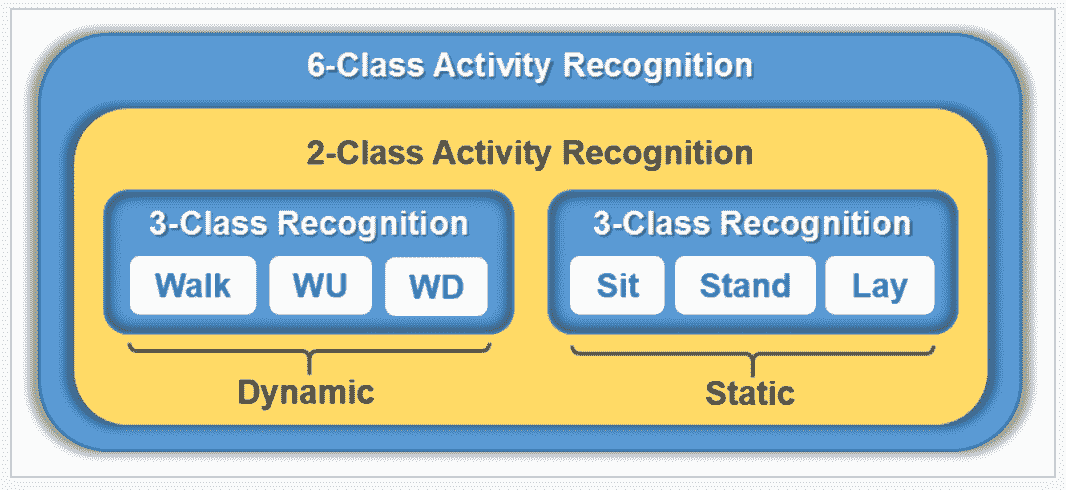 6-Class Activity Recognition
2-Class Activity Recognition
3-Class Recognition
Walk WU WD
Dynamic
3-Class Recognition
Sit Stand Lay
Static